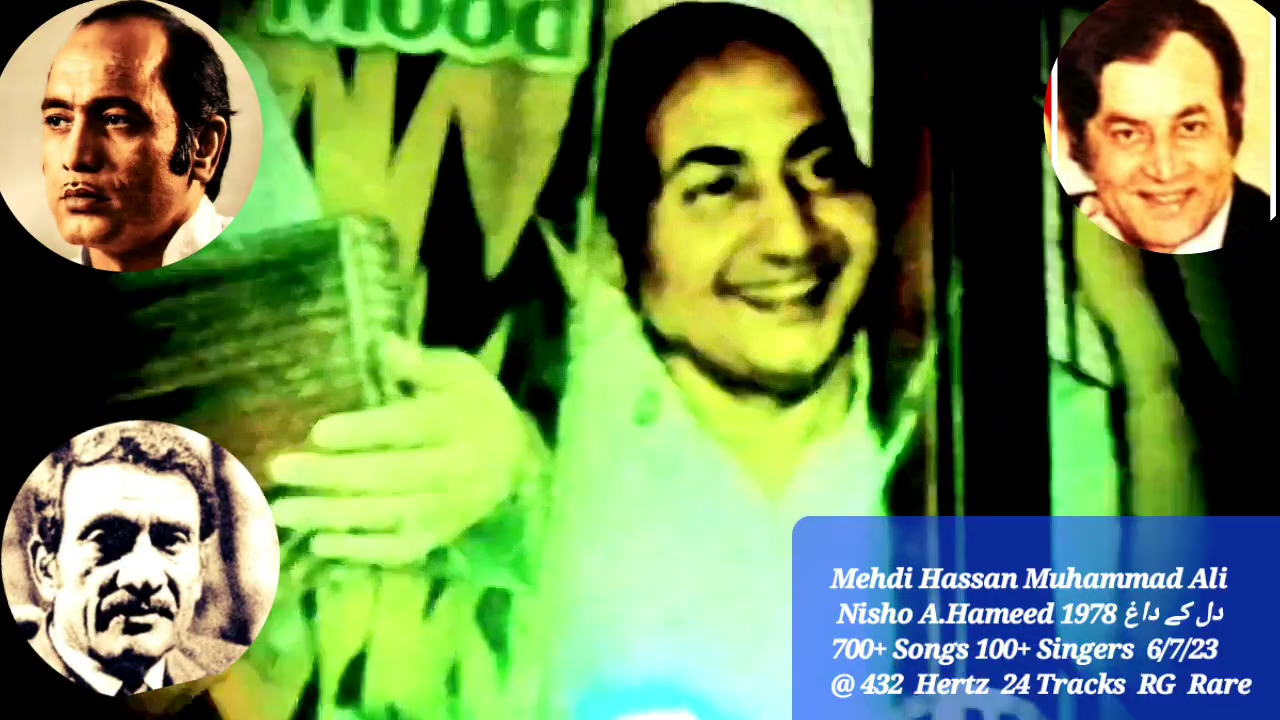 Mood
Mehdi Hassan Muhammad Ali
Nisho A.Hameed 1978 دل کے داغ
700+ Songs 100+ Singers 6/7/23
@ 432 Hertz 24 Tracks RG Rare